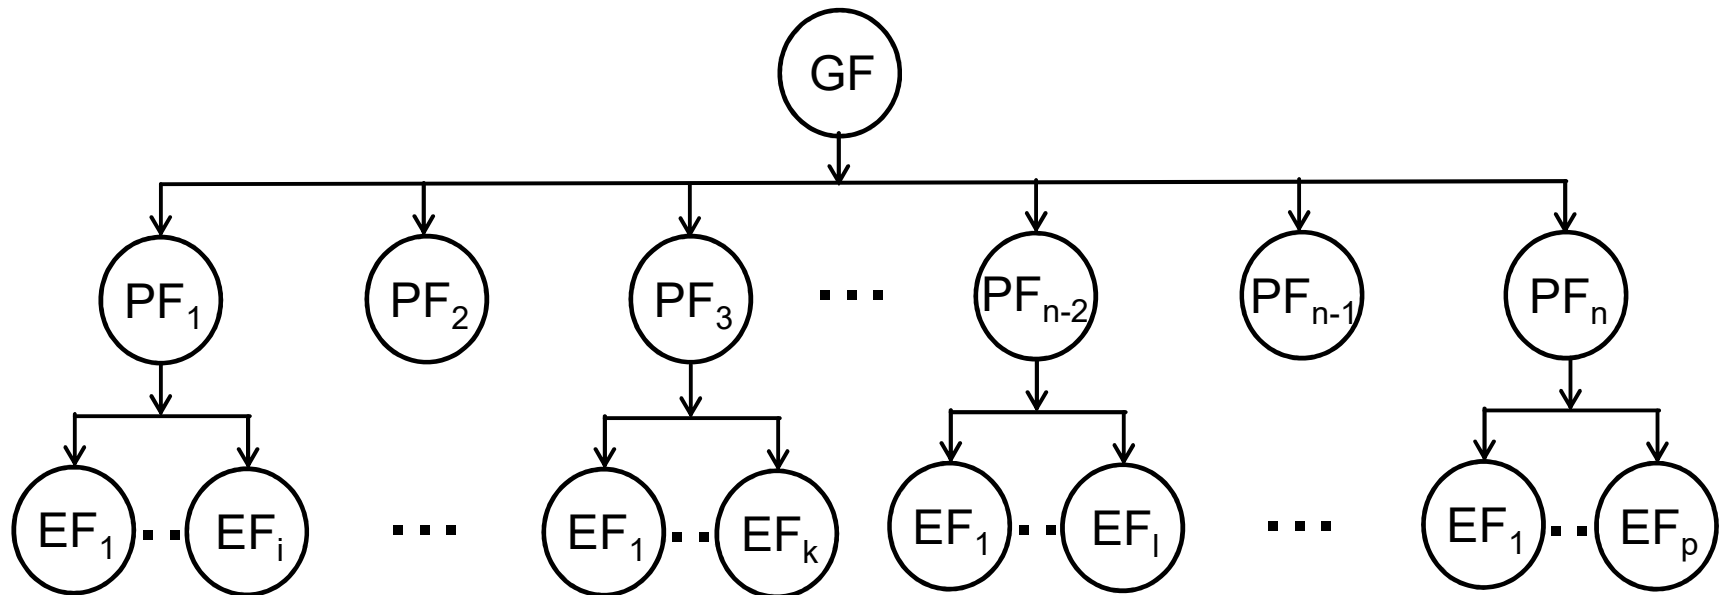 GF
PF₁ PF₂ PF₃ ... PFₙ₋₂ PFₙ₋₁ PFₙ
EF₁ .. EFᵢ ... EF₁ .. EFₖ EF₁ .. EFₗ ... EF₁ .. EFₚ